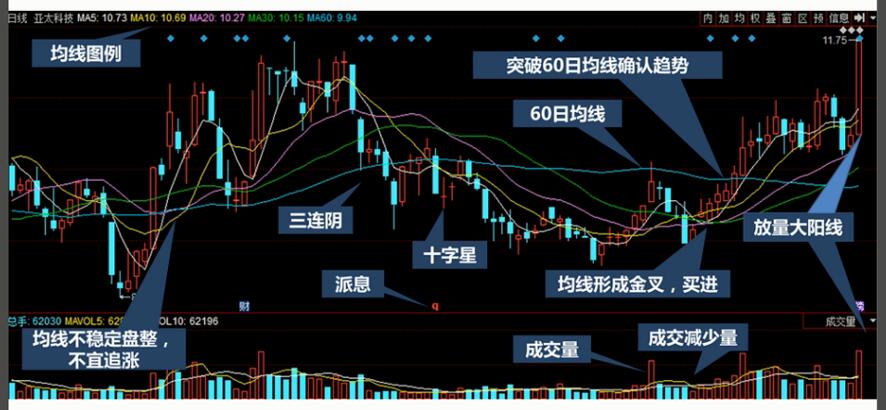 日线 亚太科技 MA5: 10.73 MA10: 10.69 MA20: 10.27 MA30: 10.15 MA60: 9.94
内 加 均 权 叠 窗 区 预 信息
11.75
均线图例
突破60日均线确认趋势
60日均线
三连阴
十字星
放量大阳线
派息
均线形成金叉，买进
财
q
总手: 62030 MAVOL5: OL10: 62196
成交量
均线不稳定盘整，
不宜追涨
成交量
成交减少量